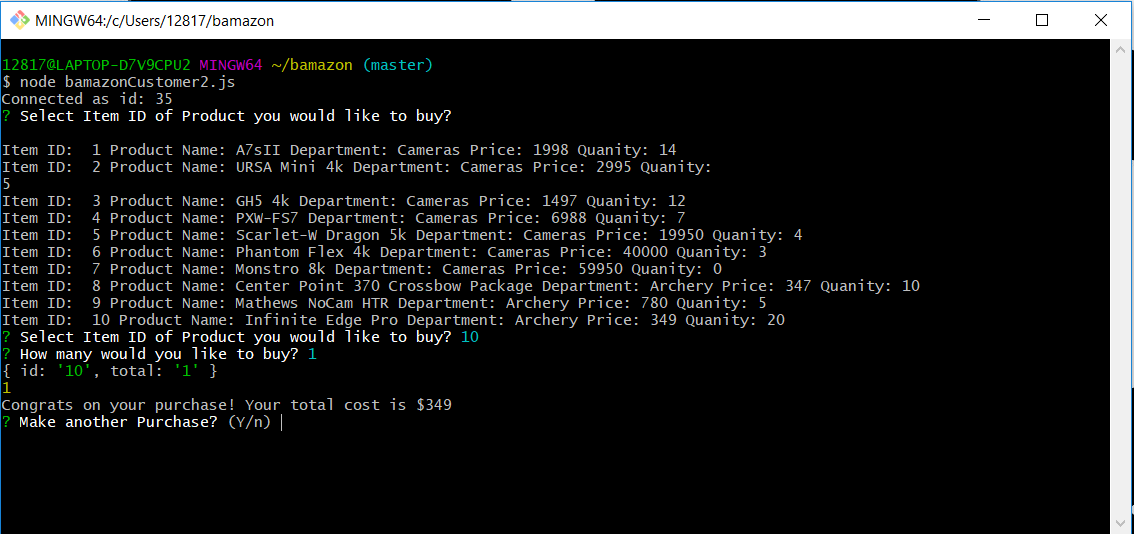 MINGW64:/c/Users/12817/bamazon
12817@LAPTOP-D7V9CPU2 MINGW64 ~/bamazon (master)
$ node bamazonCustomer2.js
Connected as id: 35
? Select Item ID of Product you would like to buy?
Item ID:  1 Product Name: A7sII Department: Cameras Price: 1998 Quanity: 14
Item ID:  2 Product Name: URSA Mini 4k Department: Cameras Price: 2995 Quanity:
5
Item ID:  3 Product Name: GH5 4k Department: Cameras Price: 1497 Quanity: 12
Item ID:  4 Product Name: PXW-FS7 Department: Cameras Price: 6988 Quanity: 7
Item ID:  5 Product Name: Scarlet-W Dragon 5k Department: Cameras Price: 19950 Quanity: 4
Item ID:  6 Product Name: Phantom Flex 4k Department: Cameras Price: 40000 Quanity: 3
Item ID:  7 Product Name: Monstro 8k Department: Cameras Price: 59950 Quanity: 0
Item ID:  8 Product Name: Center Point 370 Crossbow Package Department: Archery Price: 347 Quanity: 10
Item ID:  9 Product Name: Mathews NoCam HTR Department: Archery Price: 780 Quanity: 5
Item ID:  10 Product Name: Infinite Edge Pro Department: Archery Price: 349 Quanity: 20
? Select Item ID of Product you would like to buy? 10
? How many would you like to buy? 1
{ id: '10', total: '1' }
1
Congrats on your purchase! Your total cost is $349
? Make another Purchase? (Y/n)